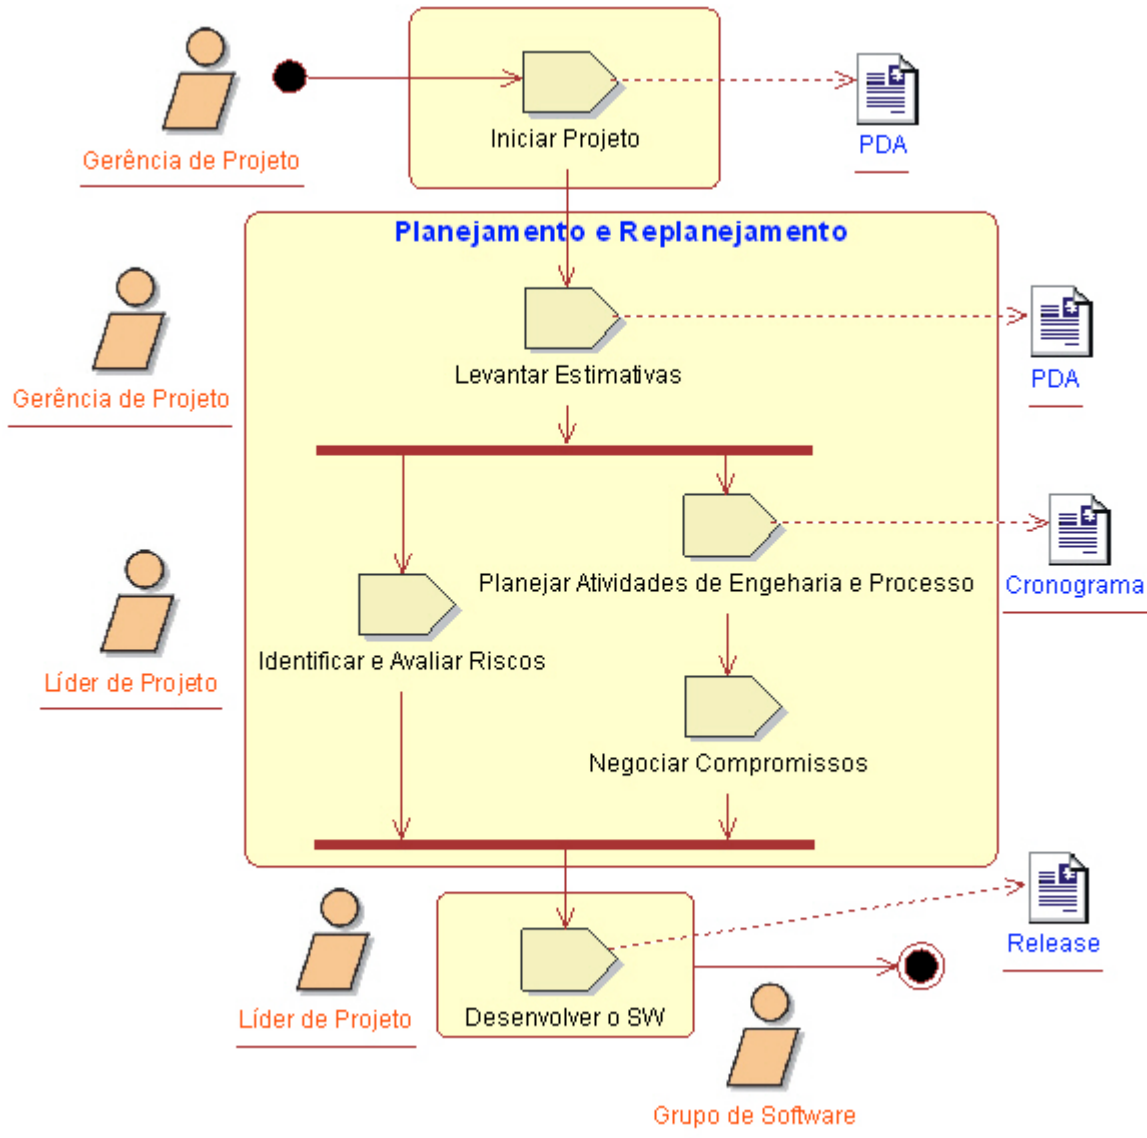 Iniciar Projeto
PDA
Gerência de Projeto
Planejamento e Replanejamento
Levantar Estimativas
PDA
Gerência de Projeto
Planejar Atividades de Engeharia e Processo
Cronograma
Identificar e Avaliar Riscos
Líder de Projeto
Negociar Compromissos
Release
Líder de Projeto
Desenvolver o SW
Grupo de Software